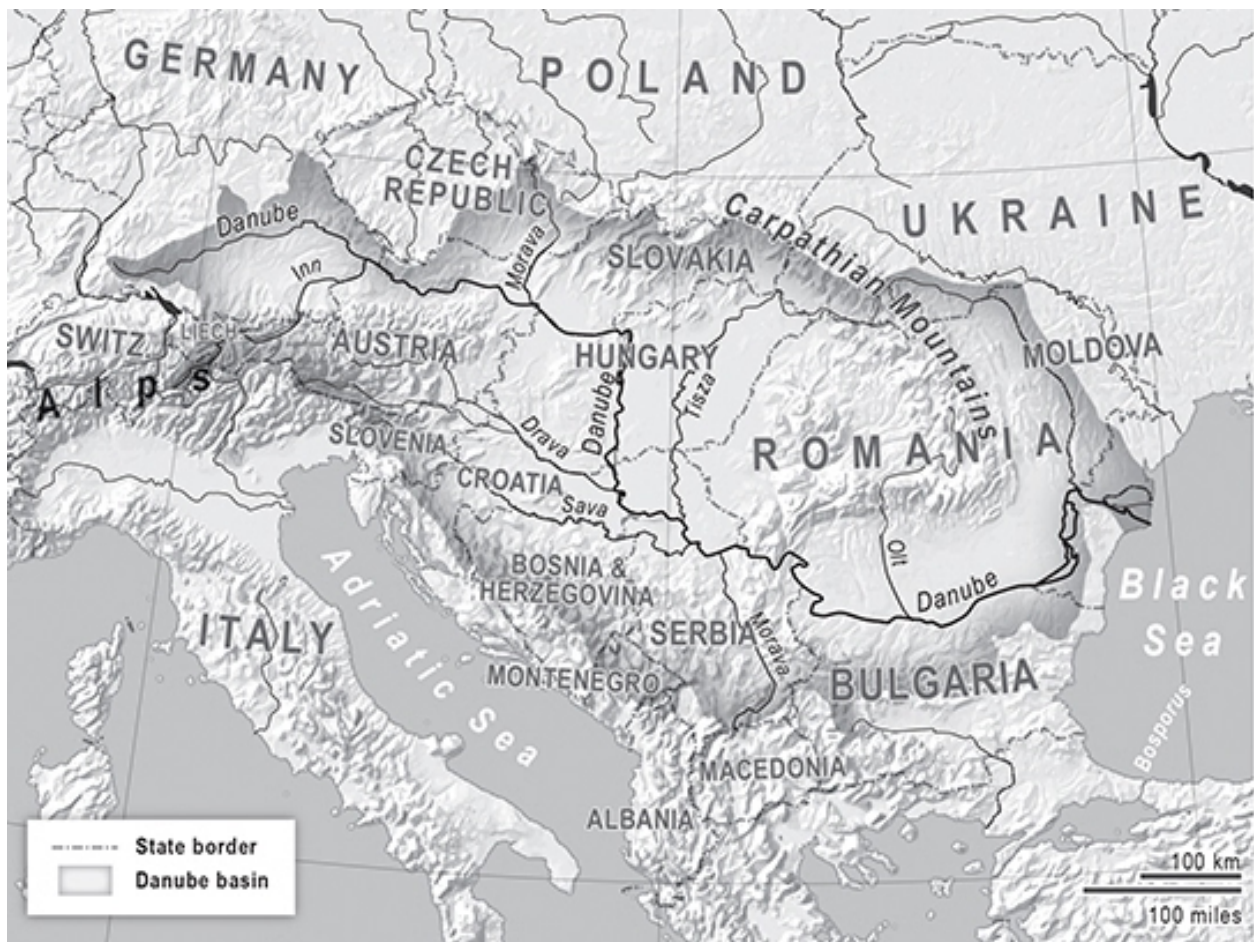 GERMANY
POLAND
CZECH
REPUBLIC
UKRAINE
Carpathian Mountains
Danube
Morava
SLOVAKIA
Inn
SWITZ
LIECH
AUSTRIA
HUNGARY
MOLDOVA
Alps
Danube
Tisza
SLOVENIA
Drava
ROMANIA
CROATIA
Sava
BOSNIA &
HERZEGOVINA
Olt
Danube
Black
Sea
Adriatic Sea
ITALY
SERBIA
Morava
MONTENEGRO
BULGARIA
Bosporus
MACEDONIA
ALBANIA
State border
Danube basin
100 km
100 miles